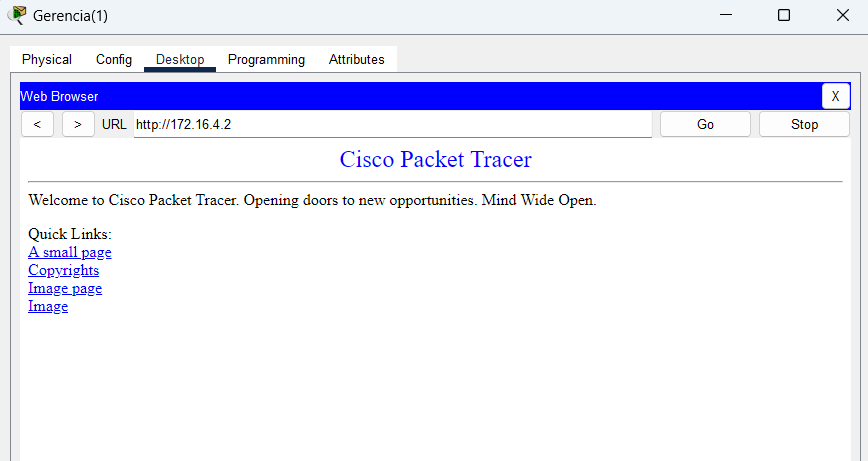 Gerencia(1)
Physical Config Desktop Programming Attributes
Web Browser X
< > URL http://172.16.4.2 Go Stop
Cisco Packet Tracer
Welcome to Cisco Packet Tracer. Opening doors to new opportunities. Mind Wide Open.
Quick Links:
A small page
Copyrights
Image page
Image